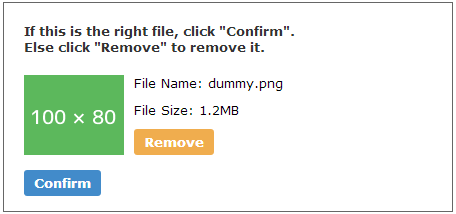 If this is the right file, click "Confirm".
Else click "Remove" to remove it.
100 × 80
File Name: dummy.png
File Size: 1.2MB
Remove
Confirm